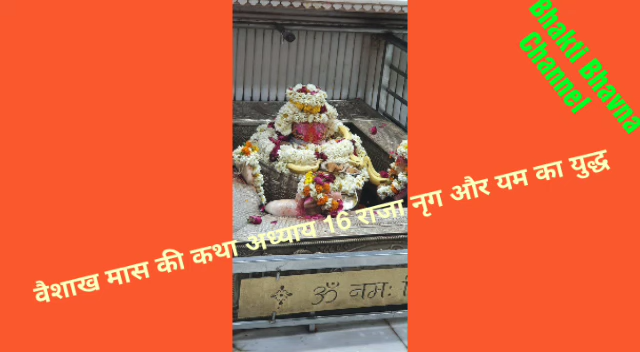 Bhakti Bhavna
Channel
वैशाख मास की कथा अध्याय 16 राजा नृग और यम का युद्ध
ॐ नमः